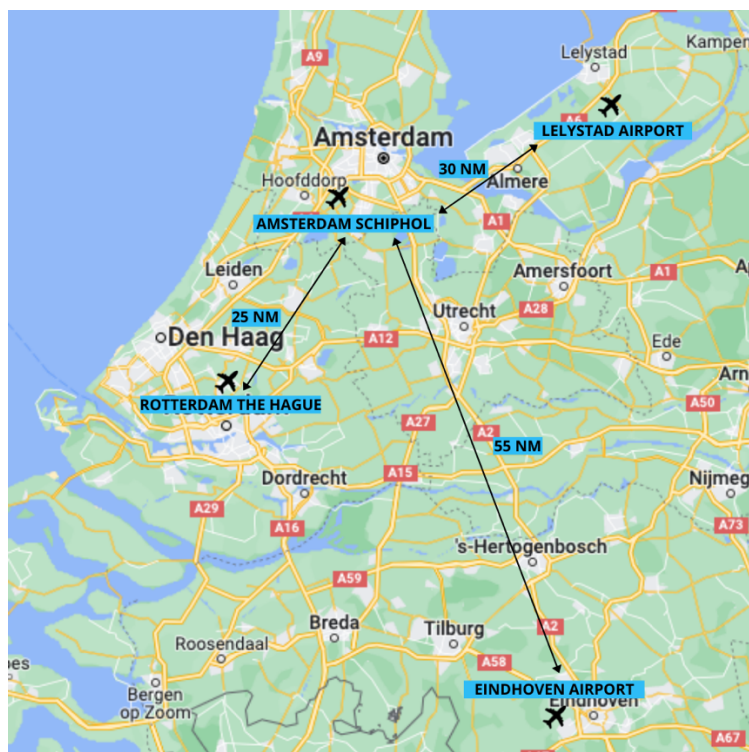 Lelystad
Kampen
A9
A6
LELYSTAD AIRPORT
Amsterdam
30 NM
Almere
Hoofddorp
AMSTERDAM SCHIPHOL
A1
Leiden
Amersfoort
A1
25 NM
Utrecht
A28
Den Haag
A12
Ede
Arn
ROTTERDAM THE HAGUE
A50
A27
A2
55 NM
Dordrecht
A15
Nijmeg
A29
A16
A73
's-Hertogenbosch
A59
Breda
Tilburg
A2
Roosendaal
A58
Bergen
op Zoom
EINDHOVEN AIRPORT
Eindhoven
A67